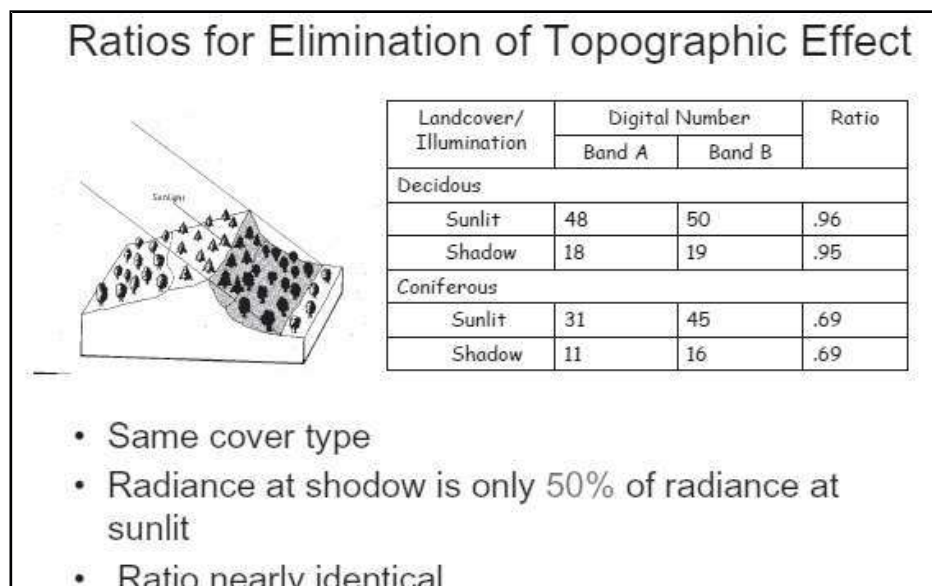 Ratios for Elimination of Topographic Effect
Sunlight
Landcover/ Digital Number Ratio
Illumination Band A Band B
Decidous
Sunlit 48 50 .96
Shadow 18 19 .95
Coniferous
Sunlit 31 45 .69
Shadow 11 16 .69
• Same cover type
• Radiance at shodow is only 50% of radiance at
sunlit
• Ratio nearly identical